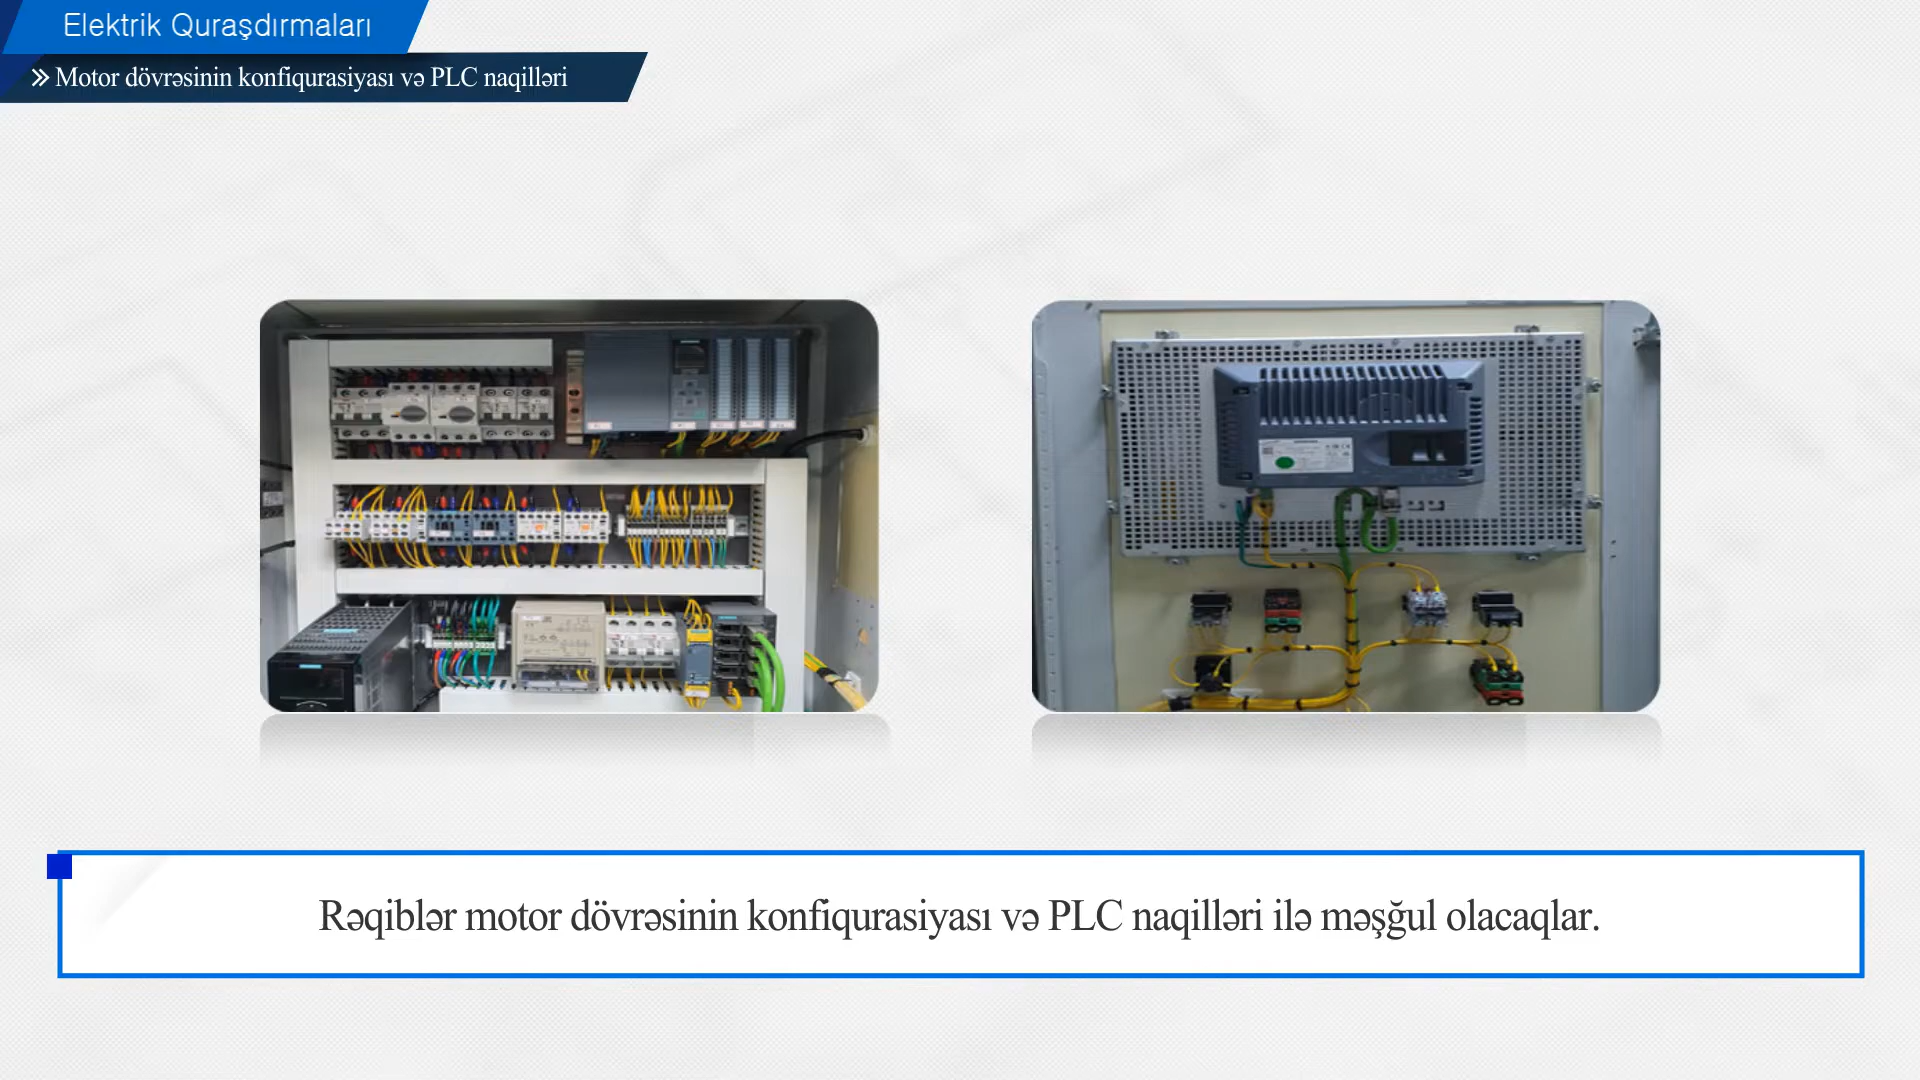 Elektrik Quraşdırmaları
Motor dövrəsinin konfiqurasiyası və PLC naqilləri
Rəqiblər motor dövrəsinin konfiqurasiyası və PLC naqilləri ilə məşğul olacaqlar.